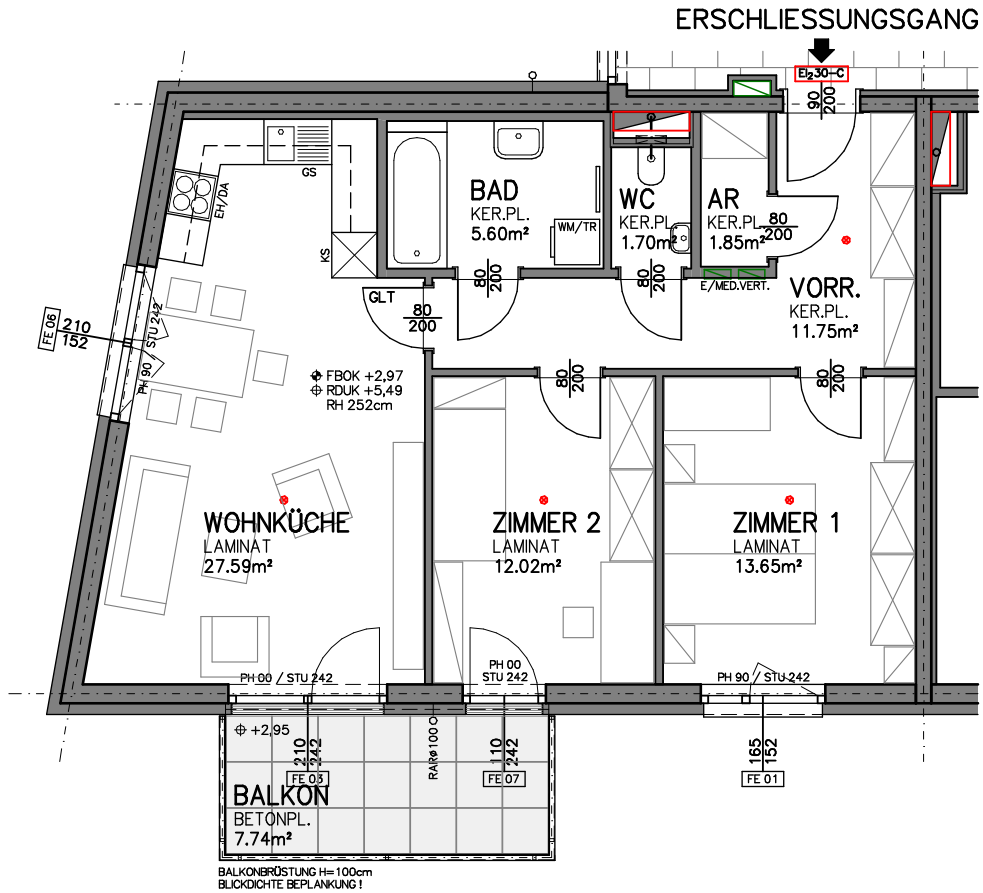 ERSCHLIESSUNGSGANG
EI₂30-C
90
200
BAD
KER.PL.
5.60m²
WM/TR
WC
KER.PL.
1.70m²
AR
KER.PL.
1.85m²
80
200
GS
EH/DA
KS
GLT
80
200
80
200
80
200
E/MED.VERT.
VORR.
KER.PL.
11.75m²
FE 06
210
152
STU 242
PH 90
FBOK +2,97
RDUK +5,49
RH 252cm
80
200
80
200
WOHNKÜCHE
LAMINAT
27.59m²
ZIMMER 2
LAMINAT
12.02m²
ZIMMER 1
LAMINAT
13.65m²
PH 00 / STU 242
PH 00
STU 242
PH 90 / STU 242
+2,95
210
242
FE 03
RARø100
110
242
FE 07
165
152
FE 01
BALKON
BETONPL.
7.74m²
BALKONBRÜSTUNG H=100cm
BLICKDICHTE BEPLANKUNG !